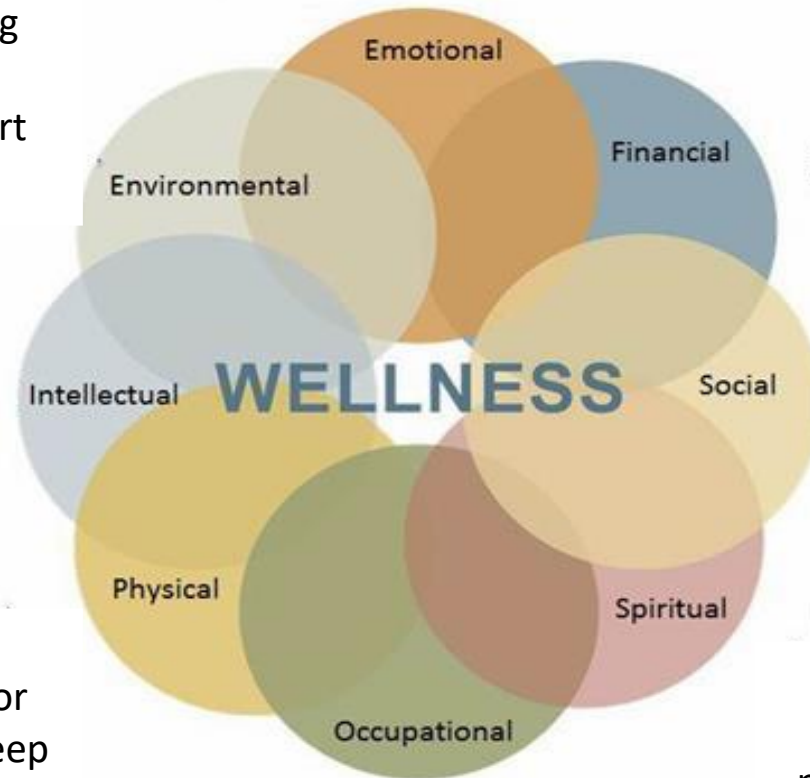 Emotional
Financial
Environmental
WELLNESS
Social
Intellectual
Physical
Spiritual
Occupational